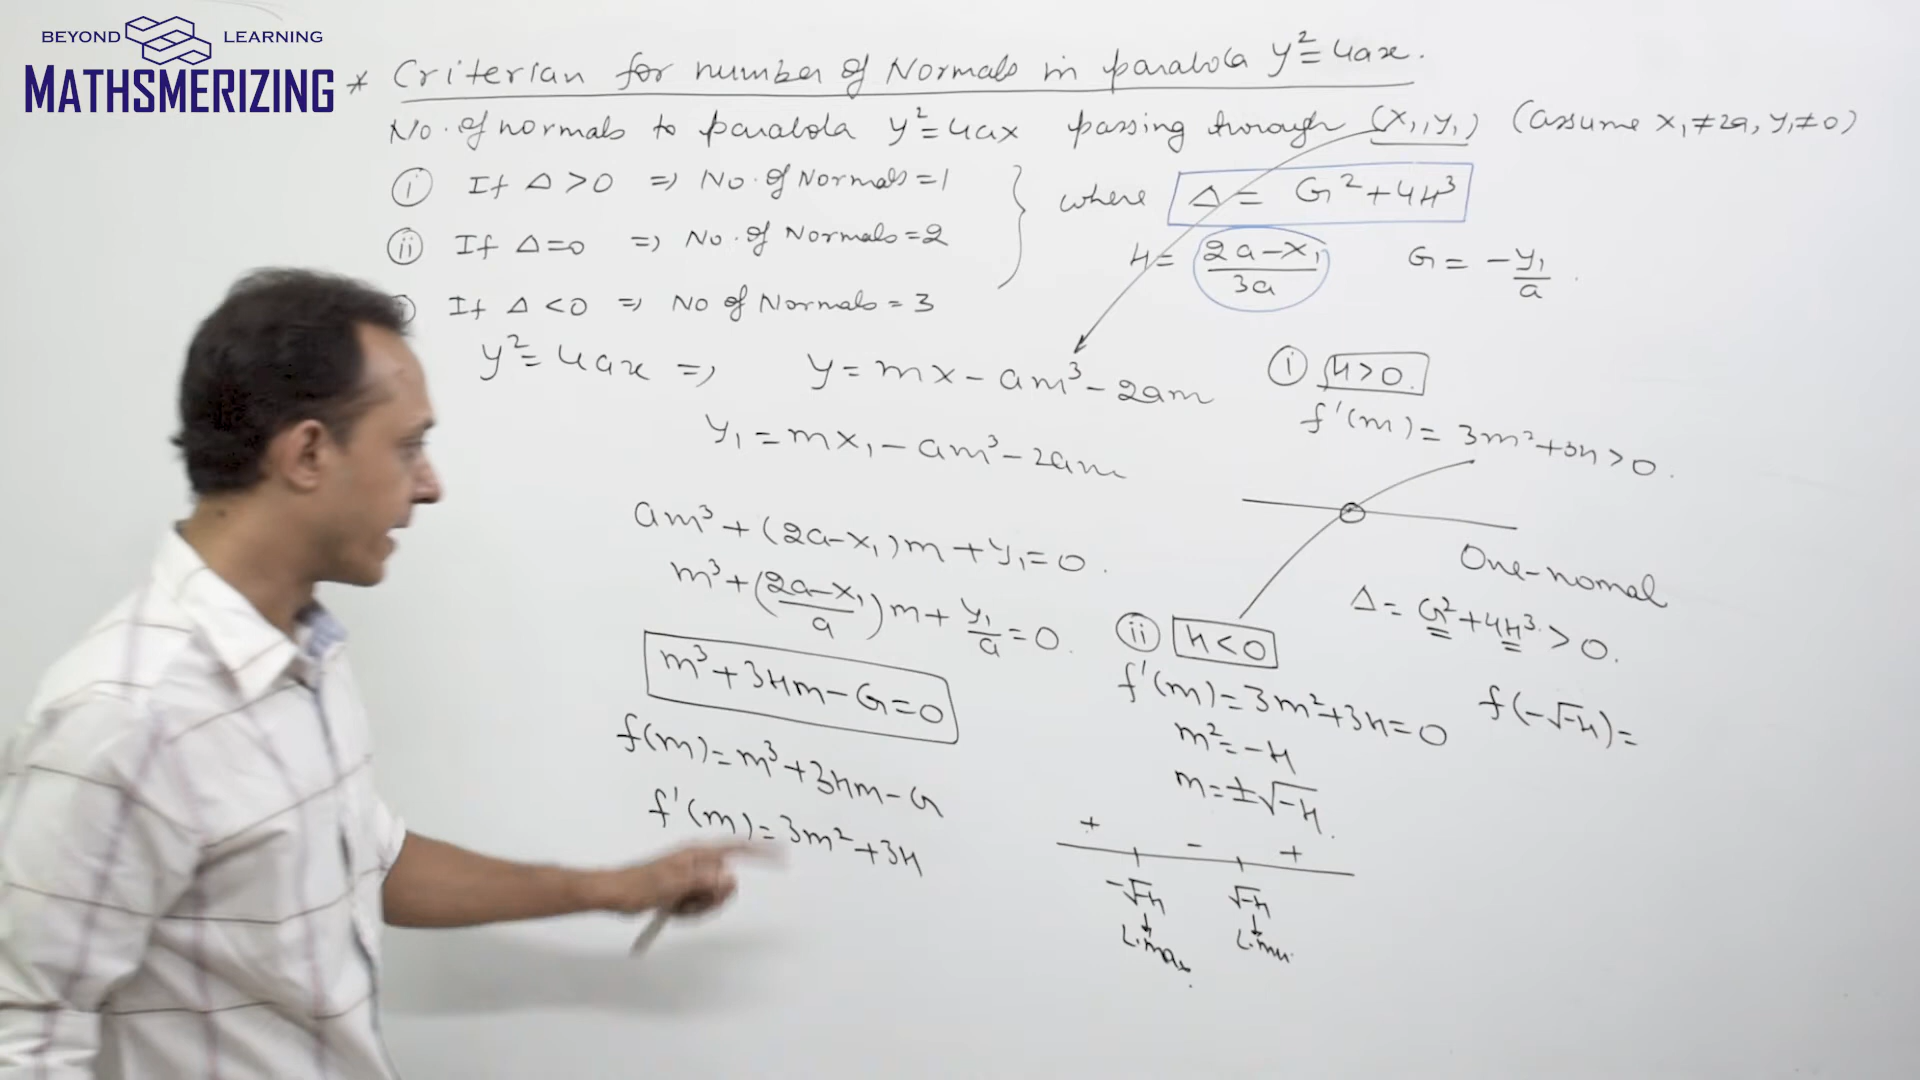 BEYOND LEARNING
MATHSMERIZING
* Criterian for number of Normals in parabola y²=4ax.
No. of normals to parabola y²=4ax passing through (x₁,y₁) (assume x₁≠2a, y₁≠0)
(i) If Δ>0 => No. of Normals=1
(ii) If Δ=0 => No. of Normals=2
If Δ<0 => No of Normals=3
where Δ= G²+4H³
H= (2a-x₁)/3a G= -y₁/a
y²=4ax => y=mx-am³-2am
y₁=mx₁-am³-2am
am³+(2a-x₁)m+y₁=0.
m³+((2a-x₁)/a)m+y₁/a=0.
m³+3Hm-G=0
f(m)=m³+3Hm-G
f'(m)=3m²+3H
(i) H>0.
f'(m)=3m²+3H>0.
One-nomal
Δ=G²+4H³>0.
(ii) H<0
f'(m)=3m²+3H=0
m²=-H
m=±√-H.
+ - +
-√-H √-H
L.max L.min
f(-√-H)=